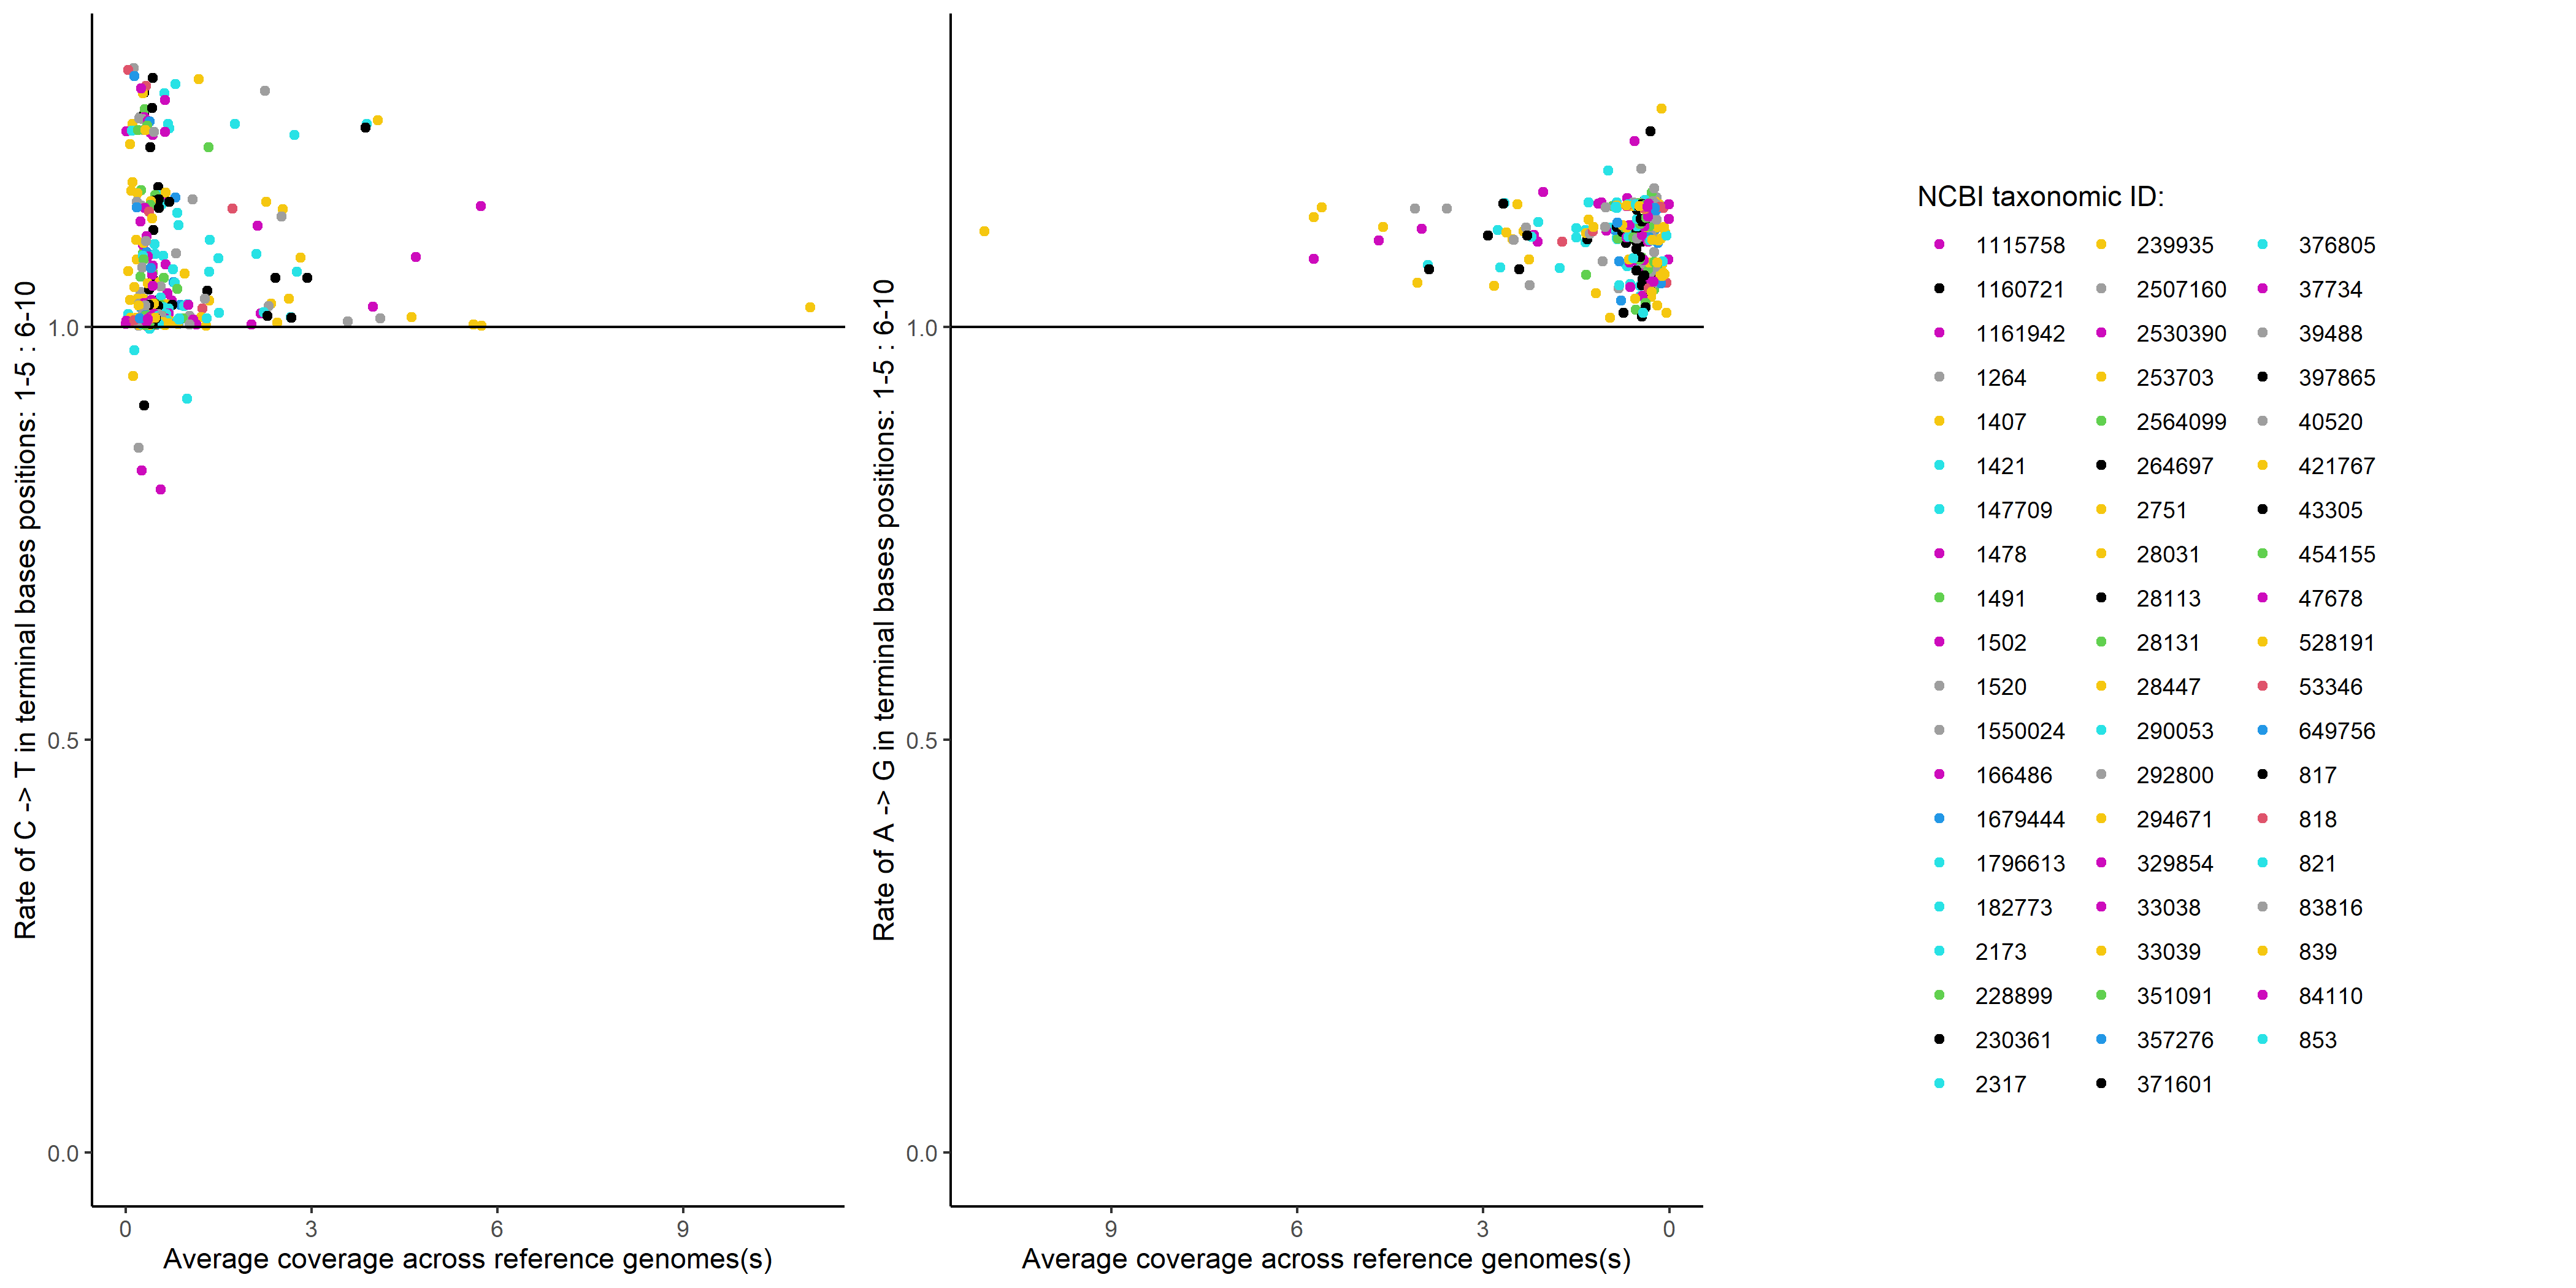 Rate of C -> T in terminal bases positions: 1-5 : 6-10
1.0
0.5
0.0
0 3 6 9
Average coverage across reference genomes(s)
Rate of A -> G in terminal bases positions: 1-5 : 6-10
1.0
0.5
0.0
9 6 3 0
Average coverage across reference genomes(s)
NCBI taxonomic ID:
1115758 239935 376805
1160721 2507160 37734
1161942 2530390 39488
1264 253703 397865
1407 2564099 40520
1421 264697 421767
147709 2751 43305
1478 28031 454155
1491 28113 47678
1502 28131 528191
1520 28447 53346
1550024 290053 649756
166486 292800 817
1679444 294671 818
1796613 329854 821
182773 33038 83816
2173 33039 839
228899 351091 84110
230361 357276 853
2317 371601